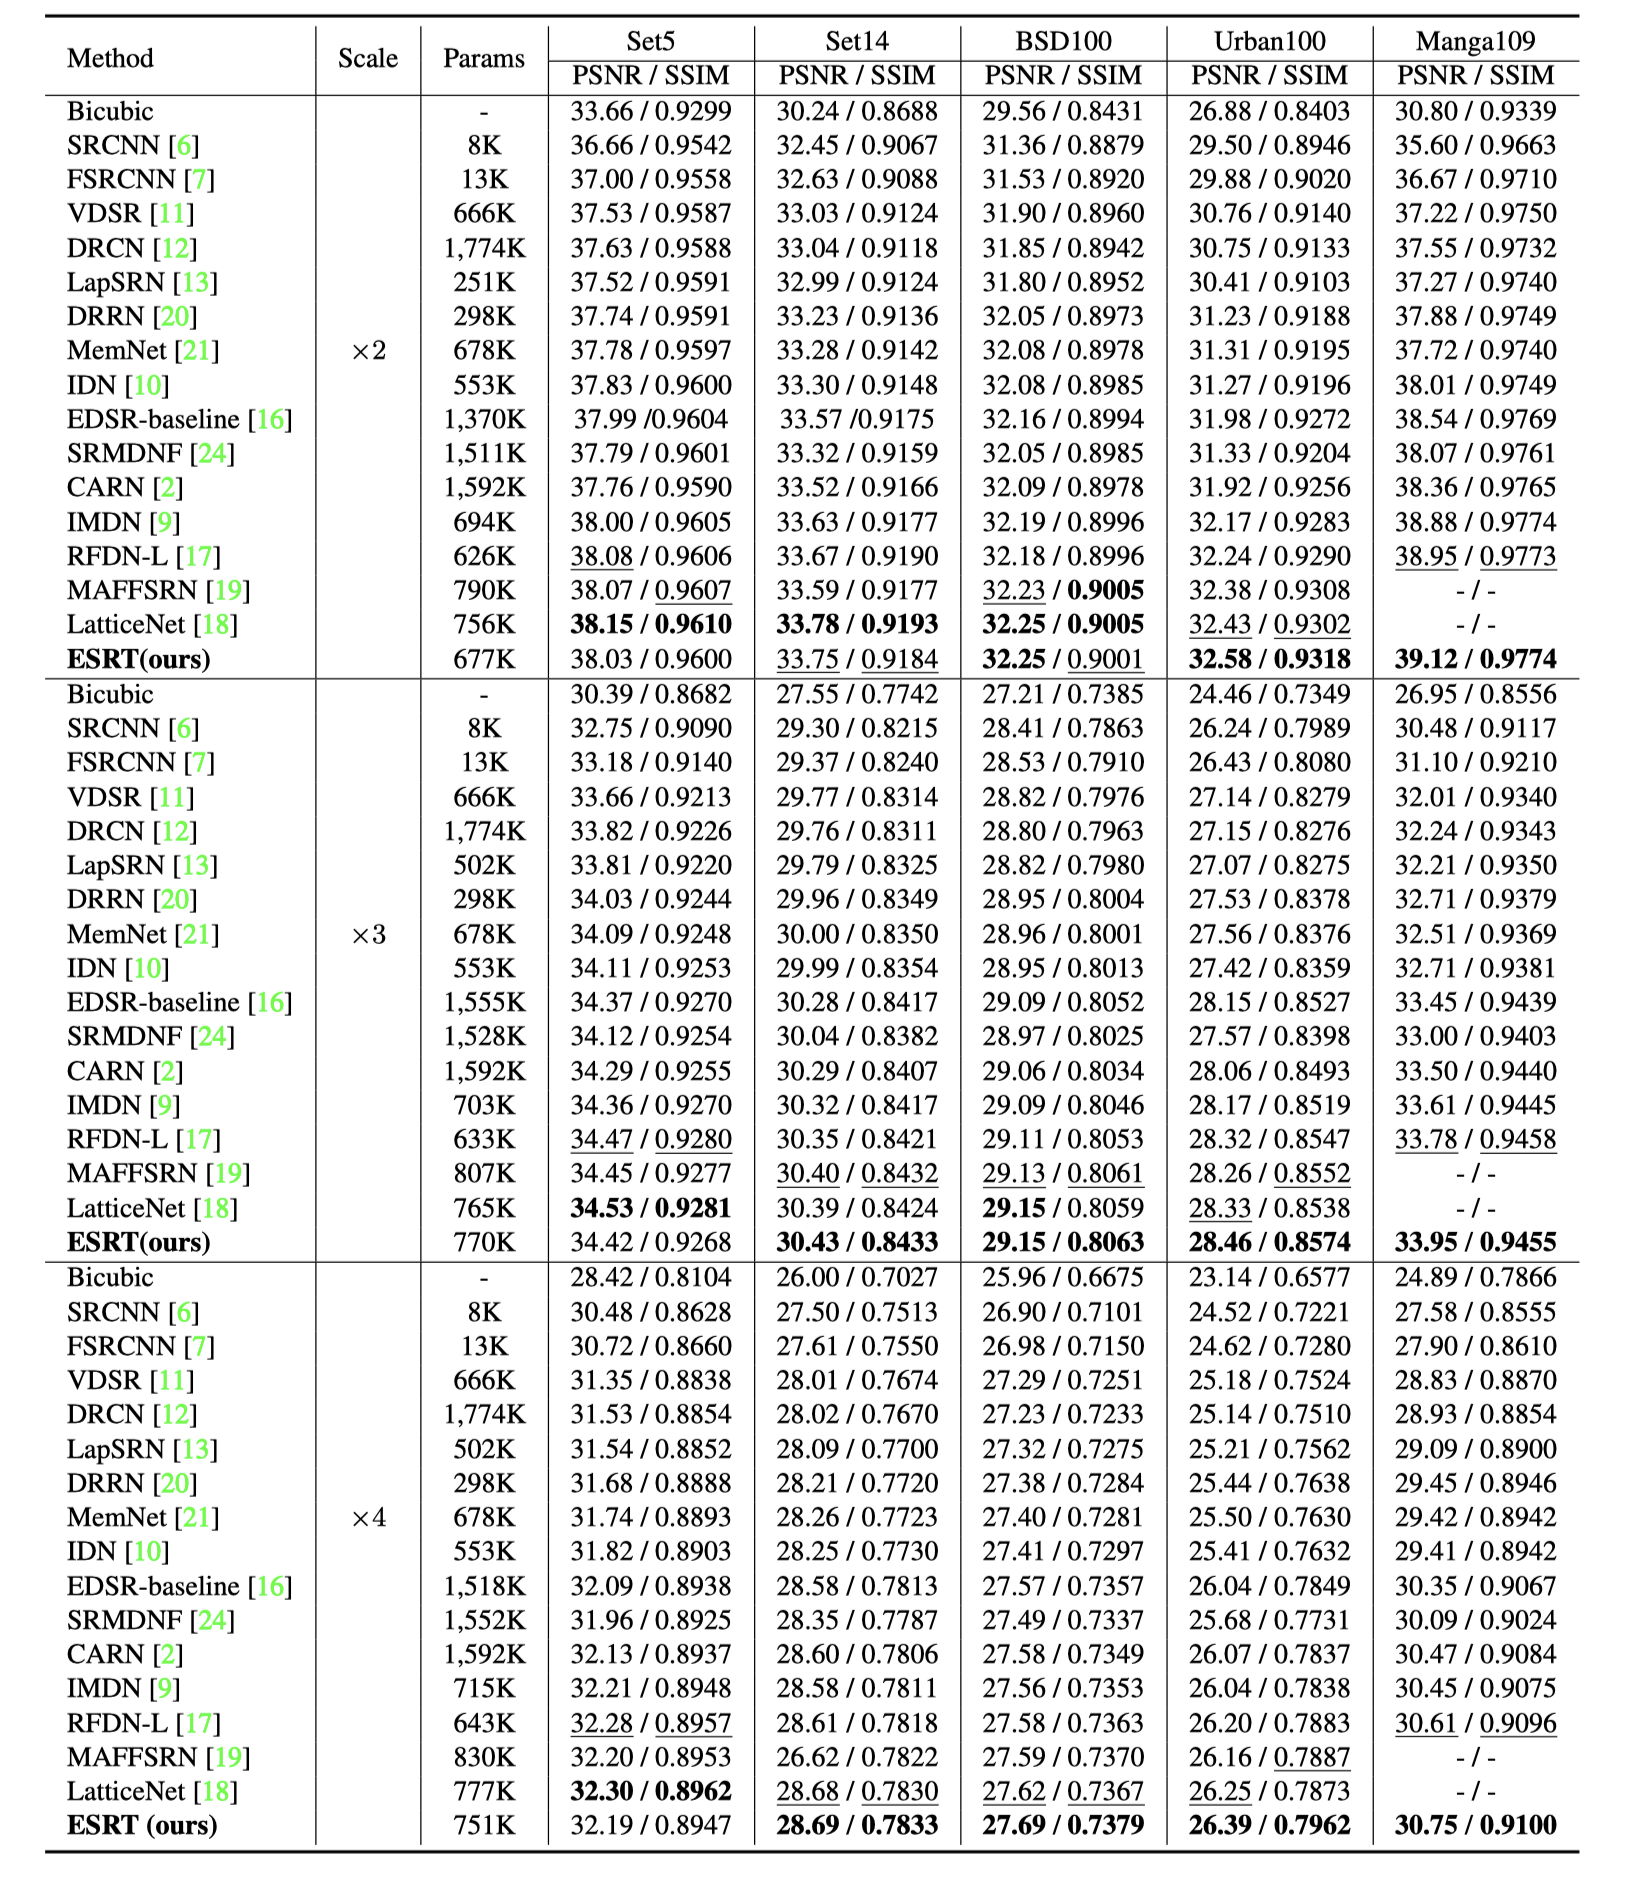 Method Scale Params Set5 Set14 BSD100 Urban100 Manga109
PSNR / SSIM PSNR / SSIM PSNR / SSIM PSNR / SSIM PSNR / SSIM
Bicubic - 33.66 / 0.9299 30.24 / 0.8688 29.56 / 0.8431 26.88 / 0.8403 30.80 / 0.9339
SRCNN [6] 8K 36.66 / 0.9542 32.45 / 0.9067 31.36 / 0.8879 29.50 / 0.8946 35.60 / 0.9663
FSRCNN [7] 13K 37.00 / 0.9558 32.63 / 0.9088 31.53 / 0.8920 29.88 / 0.9020 36.67 / 0.9710
VDSR [11] 666K 37.53 / 0.9587 33.03 / 0.9124 31.90 / 0.8960 30.76 / 0.9140 37.22 / 0.9750
DRCN [12] 1,774K 37.63 / 0.9588 33.04 / 0.9118 31.85 / 0.8942 30.75 / 0.9133 37.55 / 0.9732
LapSRN [13] 251K 37.52 / 0.9591 32.99 / 0.9124 31.80 / 0.8952 30.41 / 0.9103 37.27 / 0.9740
DRRN [20] 298K 37.74 / 0.9591 33.23 / 0.9136 32.05 / 0.8973 31.23 / 0.9188 37.88 / 0.9749
MemNet [21] ×2 678K 37.78 / 0.9597 33.28 / 0.9142 32.08 / 0.8978 31.31 / 0.9195 37.72 / 0.9740
IDN [10] 553K 37.83 / 0.9600 33.30 / 0.9148 32.08 / 0.8985 31.27 / 0.9196 38.01 / 0.9749
EDSR-baseline [16] 1,370K 37.99 /0.9604 33.57 /0.9175 32.16 / 0.8994 31.98 / 0.9272 38.54 / 0.9769
SRMDNF [24] 1,511K 37.79 / 0.9601 33.32 / 0.9159 32.05 / 0.8985 31.33 / 0.9204 38.07 / 0.9761
CARN [2] 1,592K 37.76 / 0.9590 33.52 / 0.9166 32.09 / 0.8978 31.92 / 0.9256 38.36 / 0.9765
IMDN [9] 694K 38.00 / 0.9605 33.63 / 0.9177 32.19 / 0.8996 32.17 / 0.9283 38.88 / 0.9774
RFDN-L [17] 626K 38.08 / 0.9606 33.67 / 0.9190 32.18 / 0.8996 32.24 / 0.9290 38.95 / 0.9773
MAFFSRN [19] 790K 38.07 / 0.9607 33.59 / 0.9177 32.23 / 0.9005 32.38 / 0.9308 - / -
LatticeNet [18] 756K 38.15 / 0.9610 33.78 / 0.9193 32.25 / 0.9005 32.43 / 0.9302 - / -
ESRT(ours) 677K 38.03 / 0.9600 33.75 / 0.9184 32.25 / 0.9001 32.58 / 0.9318 39.12 / 0.9774
Bicubic - 30.39 / 0.8682 27.55 / 0.7742 27.21 / 0.7385 24.46 / 0.7349 26.95 / 0.8556
SRCNN [6] 8K 32.75 / 0.9090 29.30 / 0.8215 28.41 / 0.7863 26.24 / 0.7989 30.48 / 0.9117
FSRCNN [7] 13K 33.18 / 0.9140 29.37 / 0.8240 28.53 / 0.7910 26.43 / 0.8080 31.10 / 0.9210
VDSR [11] 666K 33.66 / 0.9213 29.77 / 0.8314 28.82 / 0.7976 27.14 / 0.8279 32.01 / 0.9340
DRCN [12] 1,774K 33.82 / 0.9226 29.76 / 0.8311 28.80 / 0.7963 27.15 / 0.8276 32.24 / 0.9343
LapSRN [13] 502K 33.81 / 0.9220 29.79 / 0.8325 28.82 / 0.7980 27.07 / 0.8275 32.21 / 0.9350
DRRN [20] 298K 34.03 / 0.9244 29.96 / 0.8349 28.95 / 0.8004 27.53 / 0.8378 32.71 / 0.9379
MemNet [21] ×3 678K 34.09 / 0.9248 30.00 / 0.8350 28.96 / 0.8001 27.56 / 0.8376 32.51 / 0.9369
IDN [10] 553K 34.11 / 0.9253 29.99 / 0.8354 28.95 / 0.8013 27.42 / 0.8359 32.71 / 0.9381
EDSR-baseline [16] 1,555K 34.37 / 0.9270 30.28 / 0.8417 29.09 / 0.8052 28.15 / 0.8527 33.45 / 0.9439
SRMDNF [24] 1,528K 34.12 / 0.9254 30.04 / 0.8382 28.97 / 0.8025 27.57 / 0.8398 33.00 / 0.9403
CARN [2] 1,592K 34.29 / 0.9255 30.29 / 0.8407 29.06 / 0.8034 28.06 / 0.8493 33.50 / 0.9440
IMDN [9] 703K 34.36 / 0.9270 30.32 / 0.8417 29.09 / 0.8046 28.17 / 0.8519 33.61 / 0.9445
RFDN-L [17] 633K 34.47 / 0.9280 30.35 / 0.8421 29.11 / 0.8053 28.32 / 0.8547 33.78 / 0.9458
MAFFSRN [19] 807K 34.45 / 0.9277 30.40 / 0.8432 29.13 / 0.8061 28.26 / 0.8552 - / -
LatticeNet [18] 765K 34.53 / 0.9281 30.39 / 0.8424 29.15 / 0.8059 28.33 / 0.8538 - / -
ESRT(ours) 770K 34.42 / 0.9268 30.43 / 0.8433 29.15 / 0.8063 28.46 / 0.8574 33.95 / 0.9455
Bicubic - 28.42 / 0.8104 26.00 / 0.7027 25.96 / 0.6675 23.14 / 0.6577 24.89 / 0.7866
SRCNN [6] 8K 30.48 / 0.8628 27.50 / 0.7513 26.90 / 0.7101 24.52 / 0.7221 27.58 / 0.8555
FSRCNN [7] 13K 30.72 / 0.8660 27.61 / 0.7550 26.98 / 0.7150 24.62 / 0.7280 27.90 / 0.8610
VDSR [11] 666K 31.35 / 0.8838 28.01 / 0.7674 27.29 / 0.7251 25.18 / 0.7524 28.83 / 0.8870
DRCN [12] 1,774K 31.53 / 0.8854 28.02 / 0.7670 27.23 / 0.7233 25.14 / 0.7510 28.93 / 0.8854
LapSRN [13] 502K 31.54 / 0.8852 28.09 / 0.7700 27.32 / 0.7275 25.21 / 0.7562 29.09 / 0.8900
DRRN [20] 298K 31.68 / 0.8888 28.21 / 0.7720 27.38 / 0.7284 25.44 / 0.7638 29.45 / 0.8946
MemNet [21] ×4 678K 31.74 / 0.8893 28.26 / 0.7723 27.40 / 0.7281 25.50 / 0.7630 29.42 / 0.8942
IDN [10] 553K 31.82 / 0.8903 28.25 / 0.7730 27.41 / 0.7297 25.41 / 0.7632 29.41 / 0.8942
EDSR-baseline [16] 1,518K 32.09 / 0.8938 28.58 / 0.7813 27.57 / 0.7357 26.04 / 0.7849 30.35 / 0.9067
SRMDNF [24] 1,552K 31.96 / 0.8925 28.35 / 0.7787 27.49 / 0.7337 25.68 / 0.7731 30.09 / 0.9024
CARN [2] 1,592K 32.13 / 0.8937 28.60 / 0.7806 27.58 / 0.7349 26.07 / 0.7837 30.47 / 0.9084
IMDN [9] 715K 32.21 / 0.8948 28.58 / 0.7811 27.56 / 0.7353 26.04 / 0.7838 30.45 / 0.9075
RFDN-L [17] 643K 32.28 / 0.8957 28.61 / 0.7818 27.58 / 0.7363 26.20 / 0.7883 30.61 / 0.9096
MAFFSRN [19] 830K 32.20 / 0.8953 26.62 / 0.7822 27.59 / 0.7370 26.16 / 0.7887 - / -
LatticeNet [18] 777K 32.30 / 0.8962 28.68 / 0.7830 27.62 / 0.7367 26.25 / 0.7873 - / -
ESRT (ours) 751K 32.19 / 0.8947 28.69 / 0.7833 27.69 / 0.7379 26.39 / 0.7962 30.75 / 0.9100